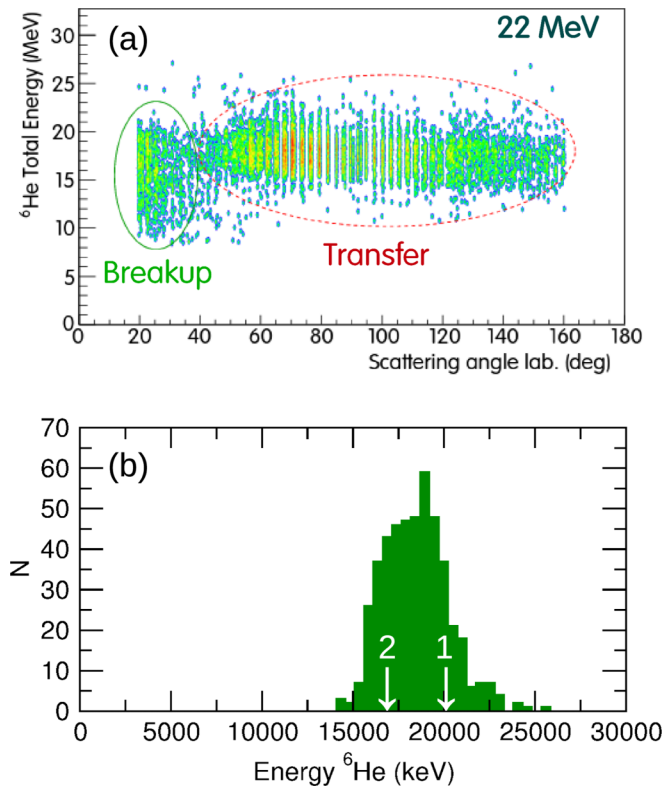 (a)
22 MeV
⁶He Total Energy (MeV)
30
25
20
15
10
5
0
Breakup
Transfer
0 20 40 60 80 100 120 140 160 180
Scattering angle lab. (deg)
(b)
N
70
60
50
40
30
20
10
0
2 1
0 5000 10000 15000 20000 25000 30000
Energy ⁶He (keV)